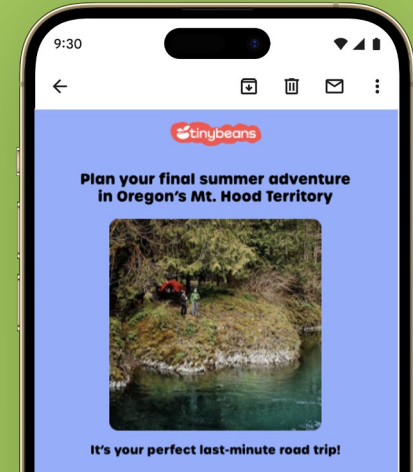 9:30
tinybeans
Plan your final summer adventure
in Oregon's Mt. Hood Territory
It's your perfect last-minute road trip!